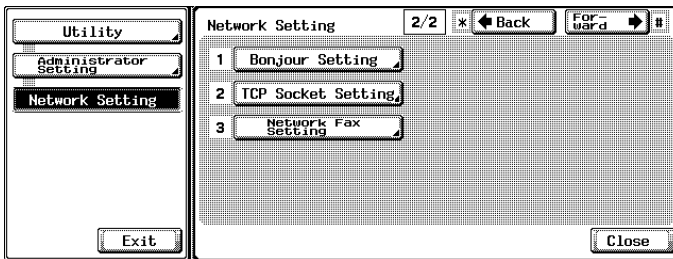 Utility
Administrator
Setting
Network Setting
Exit
Network Setting
2/2
*
Back
For-
ward
#
1
Bonjour Setting
2
TCP Socket Setting
3
Network Fax
Setting
Close